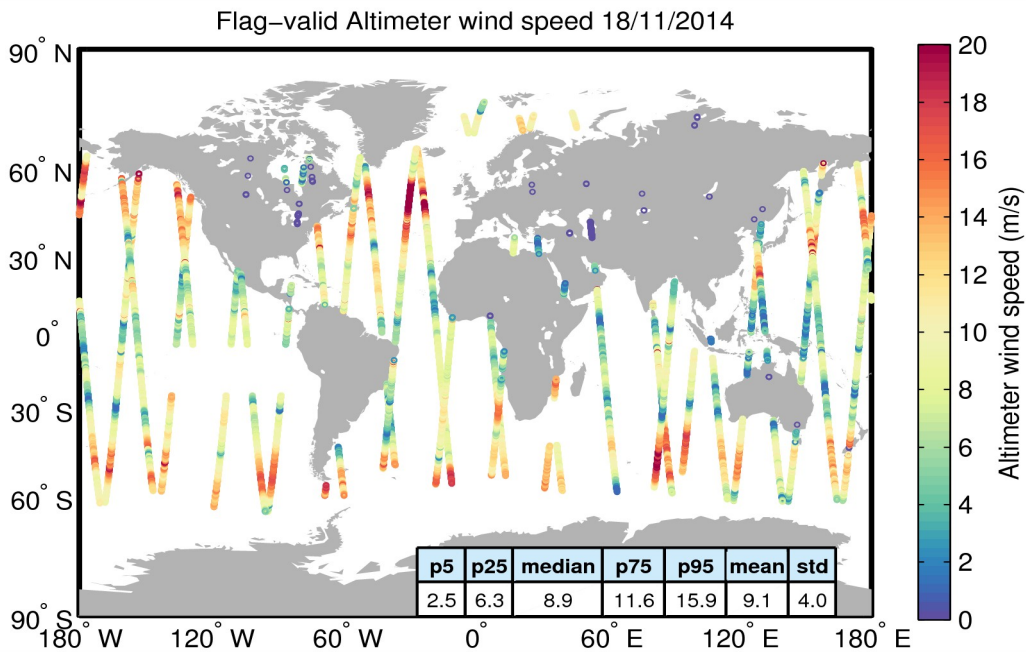 Flag−valid Altimeter wind speed 18/11/2014
90° N
60° N
30° N
0°
30° S
60° S
90° S
180° W
120° W
60° W
0°
60° E
120° E
180° E
p5 p25 median p75 p95 mean std
2.5 6.3 8.9 11.6 15.9 9.1 4.0
20
18
16
14
12
10
8
6
4
2
0
Altimeter wind speed (m/s)